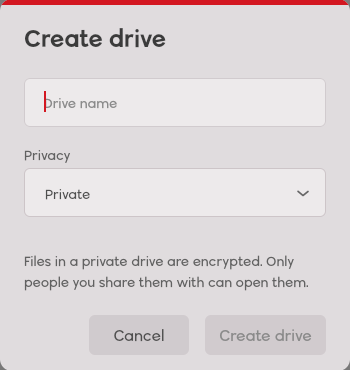 Create drive
Drive name
Privacy
Private
Files in a private drive are encrypted. Only
people you share them with can open them.
Cancel
Create drive